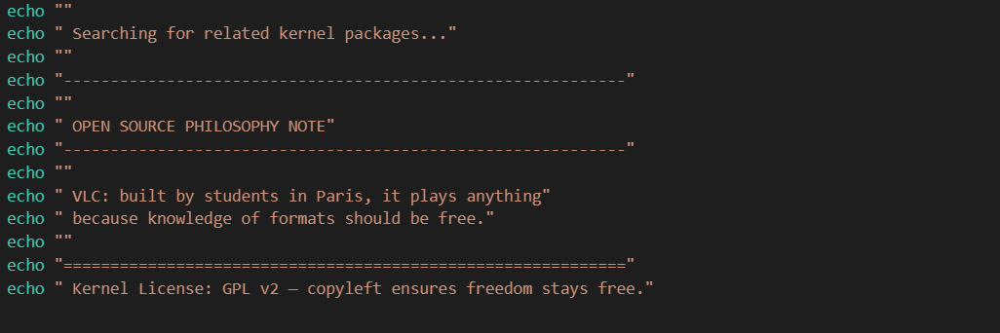 echo ""
echo " Searching for related kernel packages..."
echo ""
echo "------------------------------------------------------------"
echo ""
echo " OPEN SOURCE PHILOSOPHY NOTE"
echo "------------------------------------------------------------"
echo ""
echo " VLC: built by students in Paris, it plays anything"
echo " because knowledge of formats should be free."
echo ""
echo "============================================================"
echo " Kernel License: GPL v2 — copyleft ensures freedom stays free."